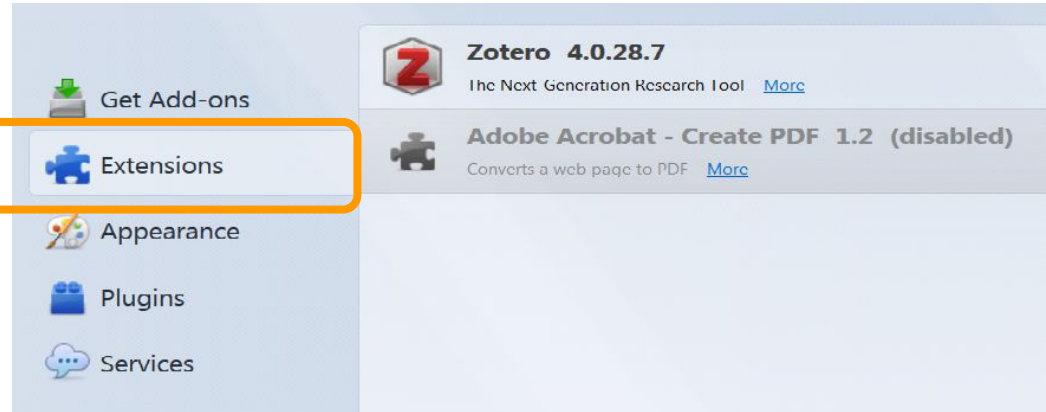 Get Add-ons
Extensions
Appearance
Plugins
Services
Zotero 4.0.28.7
The Next Generation Research Tool More
Adobe Acrobat - Create PDF 1.2 (disabled)
Converts a web page to PDF More